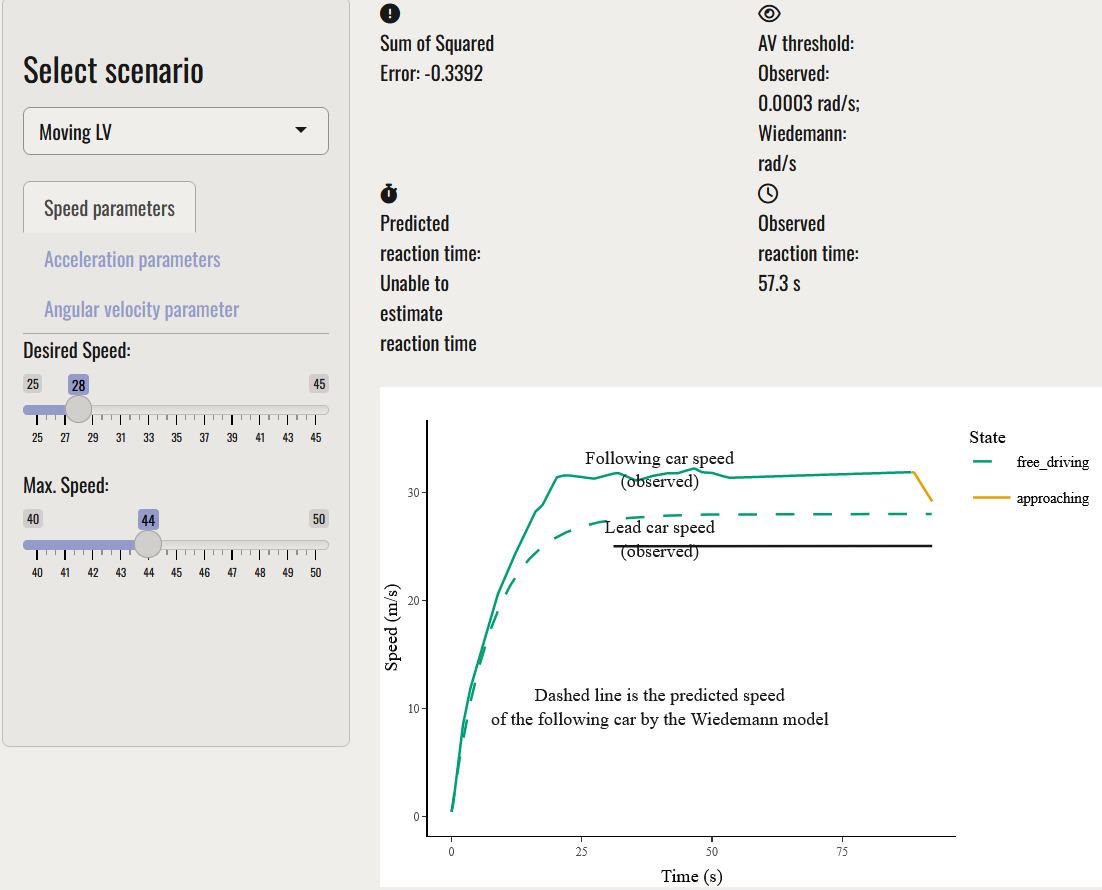 Select scenario
Moving LV
Speed parameters
Acceleration parameters
Angular velocity parameter
Desired Speed:
25 28 45
25 27 29 31 33 35 37 39 41 43 45
Max. Speed:
40 44 50
40 41 42 43 44 45 46 47 48 49 50
Sum of Squared
Error: -0.3392
AV threshold:
Observed:
0.0003 rad/s;
Wiedemann:
rad/s
Predicted
reaction time:
Unable to
estimate
reaction time
Observed
reaction time:
57.3 s
Following car speed
(observed)
Lead car speed
(observed)
Dashed line is the predicted speed
of the following car by the Wiedemann model
Speed (m/s)
30
20
10
0
0 25 50 75
Time (s)
State
free_driving
approaching